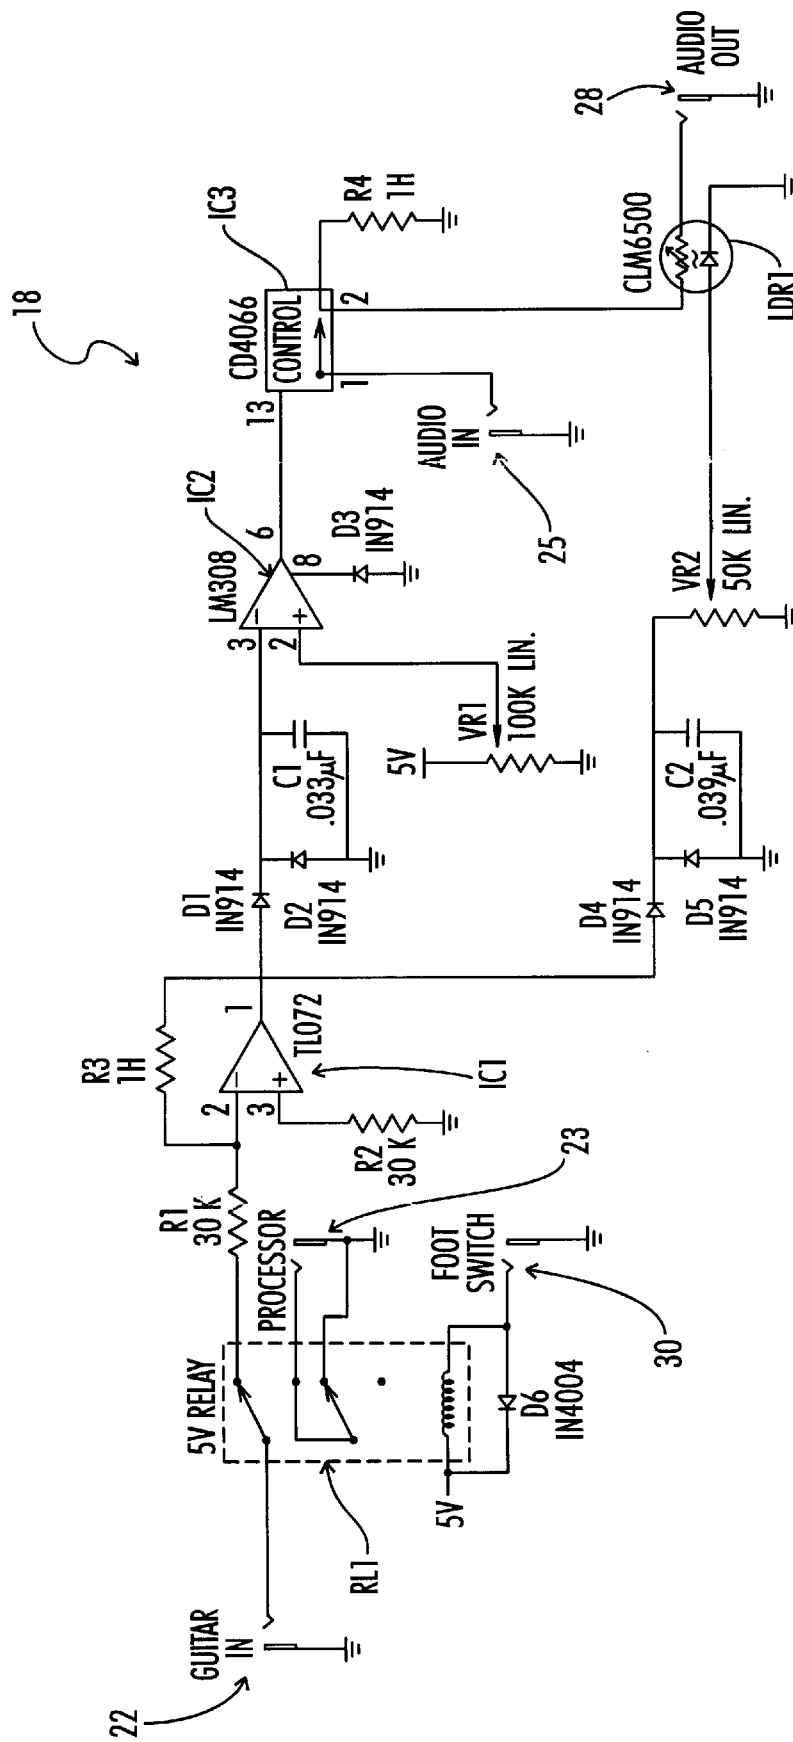 18
GUITAR
IN
22
5V RELAY
RL1
5V
D6
IN4004
R1
30 K
PROCESSOR
23
FOOT
SWITCH
30
R3
1H
2
3
1
TL072
IC1
R2
30 K
D1
IN914
D2
IN914
C1
.033µF
LM308
IC2
3
2
6
8
D3
IN914
5V
VR1
100K LIN.
13
CD4066
CONTROL
IC3
1
2
R4
1H
AUDIO
IN
25
D4
IN914
D5
IN914
C2
.039µF
VR2
50K LIN.
CLM6500
LDR1
28
AUDIO
OUT